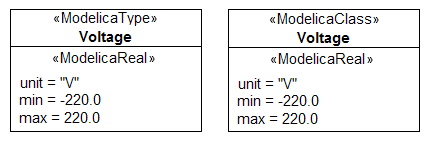 «ModelicaType»
Voltage
«ModelicaReal»
unit = "V"
min = -220.0
max = 220.0
«ModelicaClass»
Voltage
«ModelicaReal»
unit = "V"
min = -220.0
max = 220.0